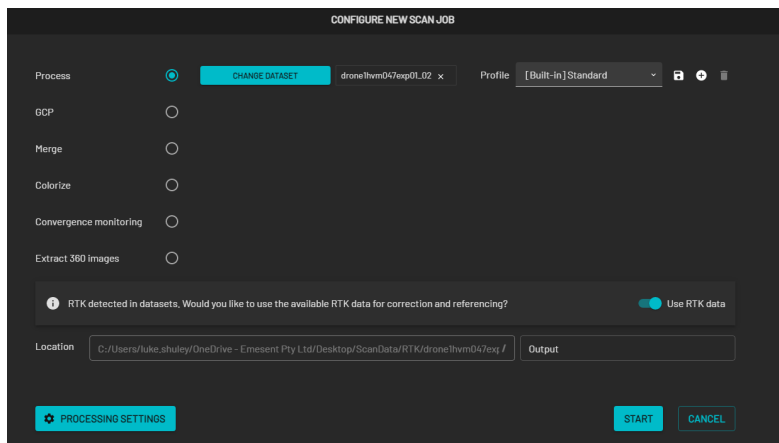 CONFIGURE NEW SCAN JOB
Process CHANGE DATASET drone1hvm047exp01_02 × Profile [Built-in] Standard
GCP
Merge
Colorize
Convergence monitoring
Extract 360 images
RTK detected in datasets. Would you like to use the available RTK data for correction and referencing? Use RTK data
Location C:/Users/luke.shuley/OneDrive - Emesent Pty Ltd/Desktop/ScanData/RTK/drone1hvm047exp / Output
PROCESSING SETTINGS START CANCEL